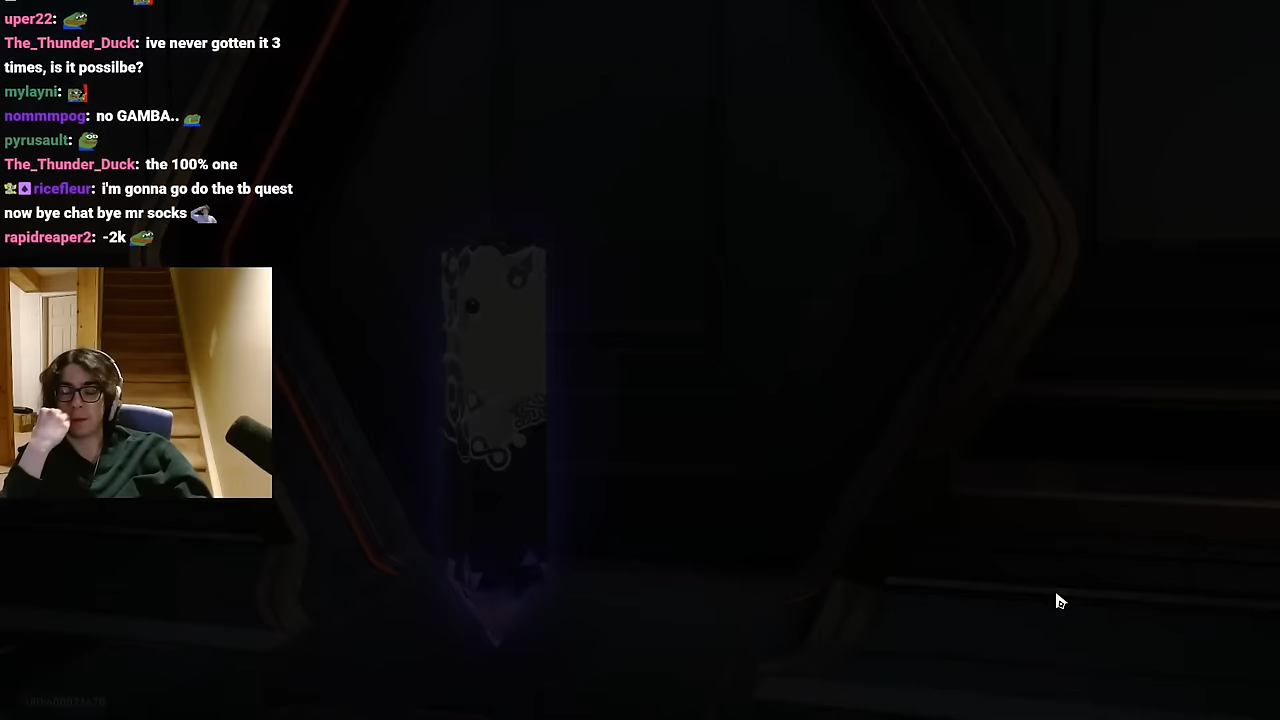 uper22:
The_Thunder_Duck: ive never gotten it 3
times, is it possilbe?
mylayni:
nommmpog: no GAMBA..
pyrusault:
The_Thunder_Duck: the 100% one
ricefleur: i'm gonna go do the tb quest
now bye chat bye mr socks
rapidreaper2: -2k